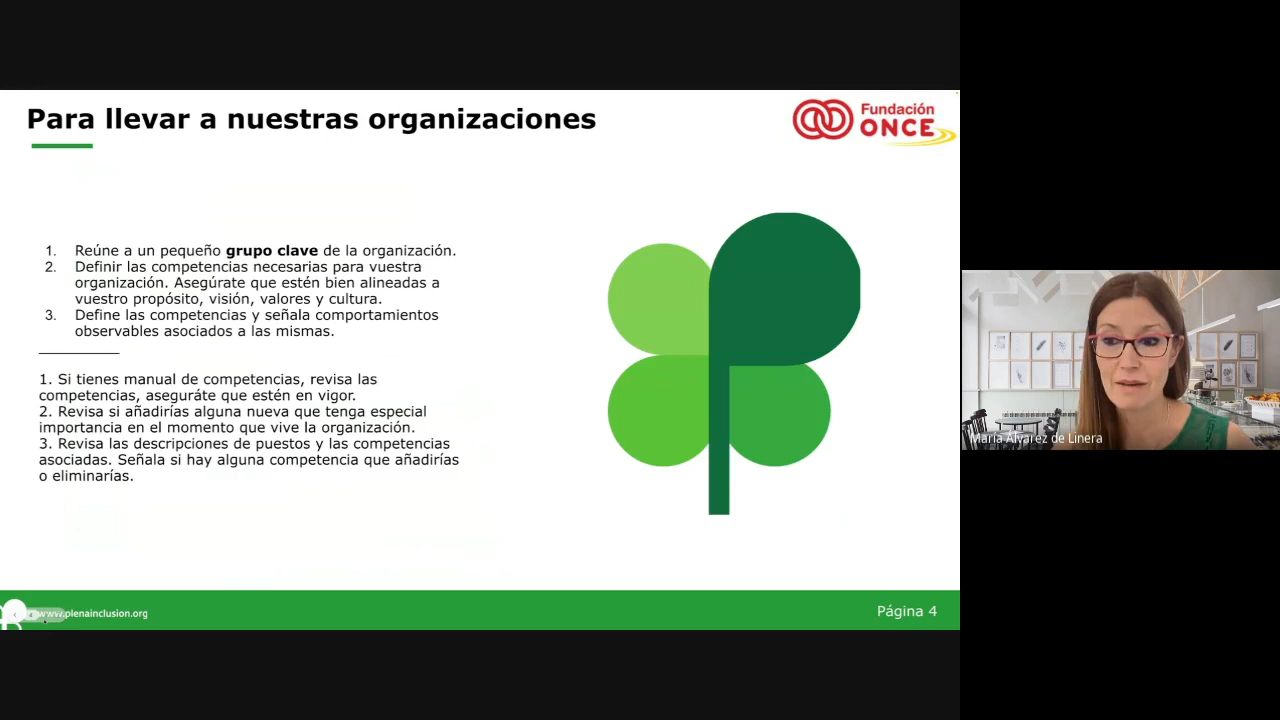 Para llevar a nuestras organizaciones
Fundación
ONCE
1. Reúne a un pequeño grupo clave de la organización.
2. Definir las competencias necesarias para vuestra
organización. Asegúrate que estén bien alineadas a
vuestro propósito, visión, valores y cultura.
3. Define las competencias y señala comportamientos
observables asociados a las mismas.
1. Si tienes manual de competencias, revisa las
competencias, aseguráte que estén en vigor.
2. Revisa si añadirías alguna nueva que tenga especial
importancia en el momento que vive la organización.
3. Revisa las descripciones de puestos y las competencias
asociadas. Señala si hay alguna competencia que añadirías
o eliminarías.
María Álvarez de Linera
www.plenainclusion.org
Página 4